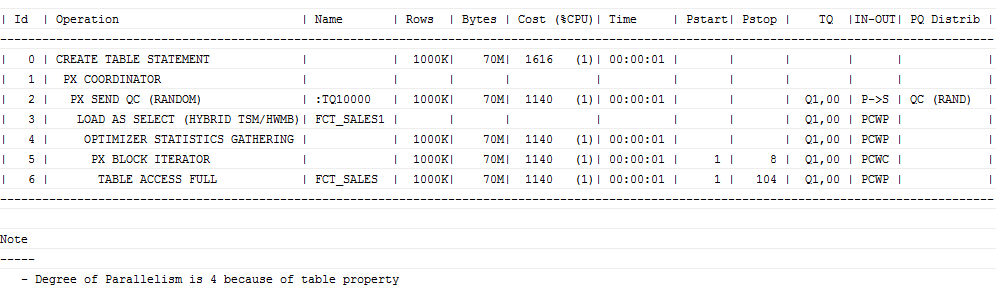 | Id | Operation | Name | Rows | Bytes | Cost (%CPU)| Time | Pstart| Pstop | TQ |IN-OUT| PQ Distrib |
---------------------------------------------------------------------------------------------------------------------------------------------
| 0 | CREATE TABLE STATEMENT | | 1000K| 70M| 1616 (1)| 00:00:01 | | | | | |
| 1 | PX COORDINATOR | | | | | | | | | | |
| 2 | PX SEND QC (RANDOM) | :TQ10000 | 1000K| 70M| 1140 (1)| 00:00:01 | | | Q1,00 | P->S | QC (RAND) |
| 3 | LOAD AS SELECT (HYBRID TSM/HWMB)| FCT_SALES1 | | | | | | | Q1,00 | PCWP | |
| 4 | OPTIMIZER STATISTICS GATHERING | | 1000K| 70M| 1140 (1)| 00:00:01 | | | Q1,00 | PCWP | |
| 5 | PX BLOCK ITERATOR | | 1000K| 70M| 1140 (1)| 00:00:01 | 1 | 8 | Q1,00 | PCWC | |
| 6 | TABLE ACCESS FULL | FCT_SALES | 1000K| 70M| 1140 (1)| 00:00:01 | 1 | 104 | Q1,00 | PCWP | |
---------------------------------------------------------------------------------------------------------------------------------------------
Note
-----
- Degree of Parallelism is 4 because of table property